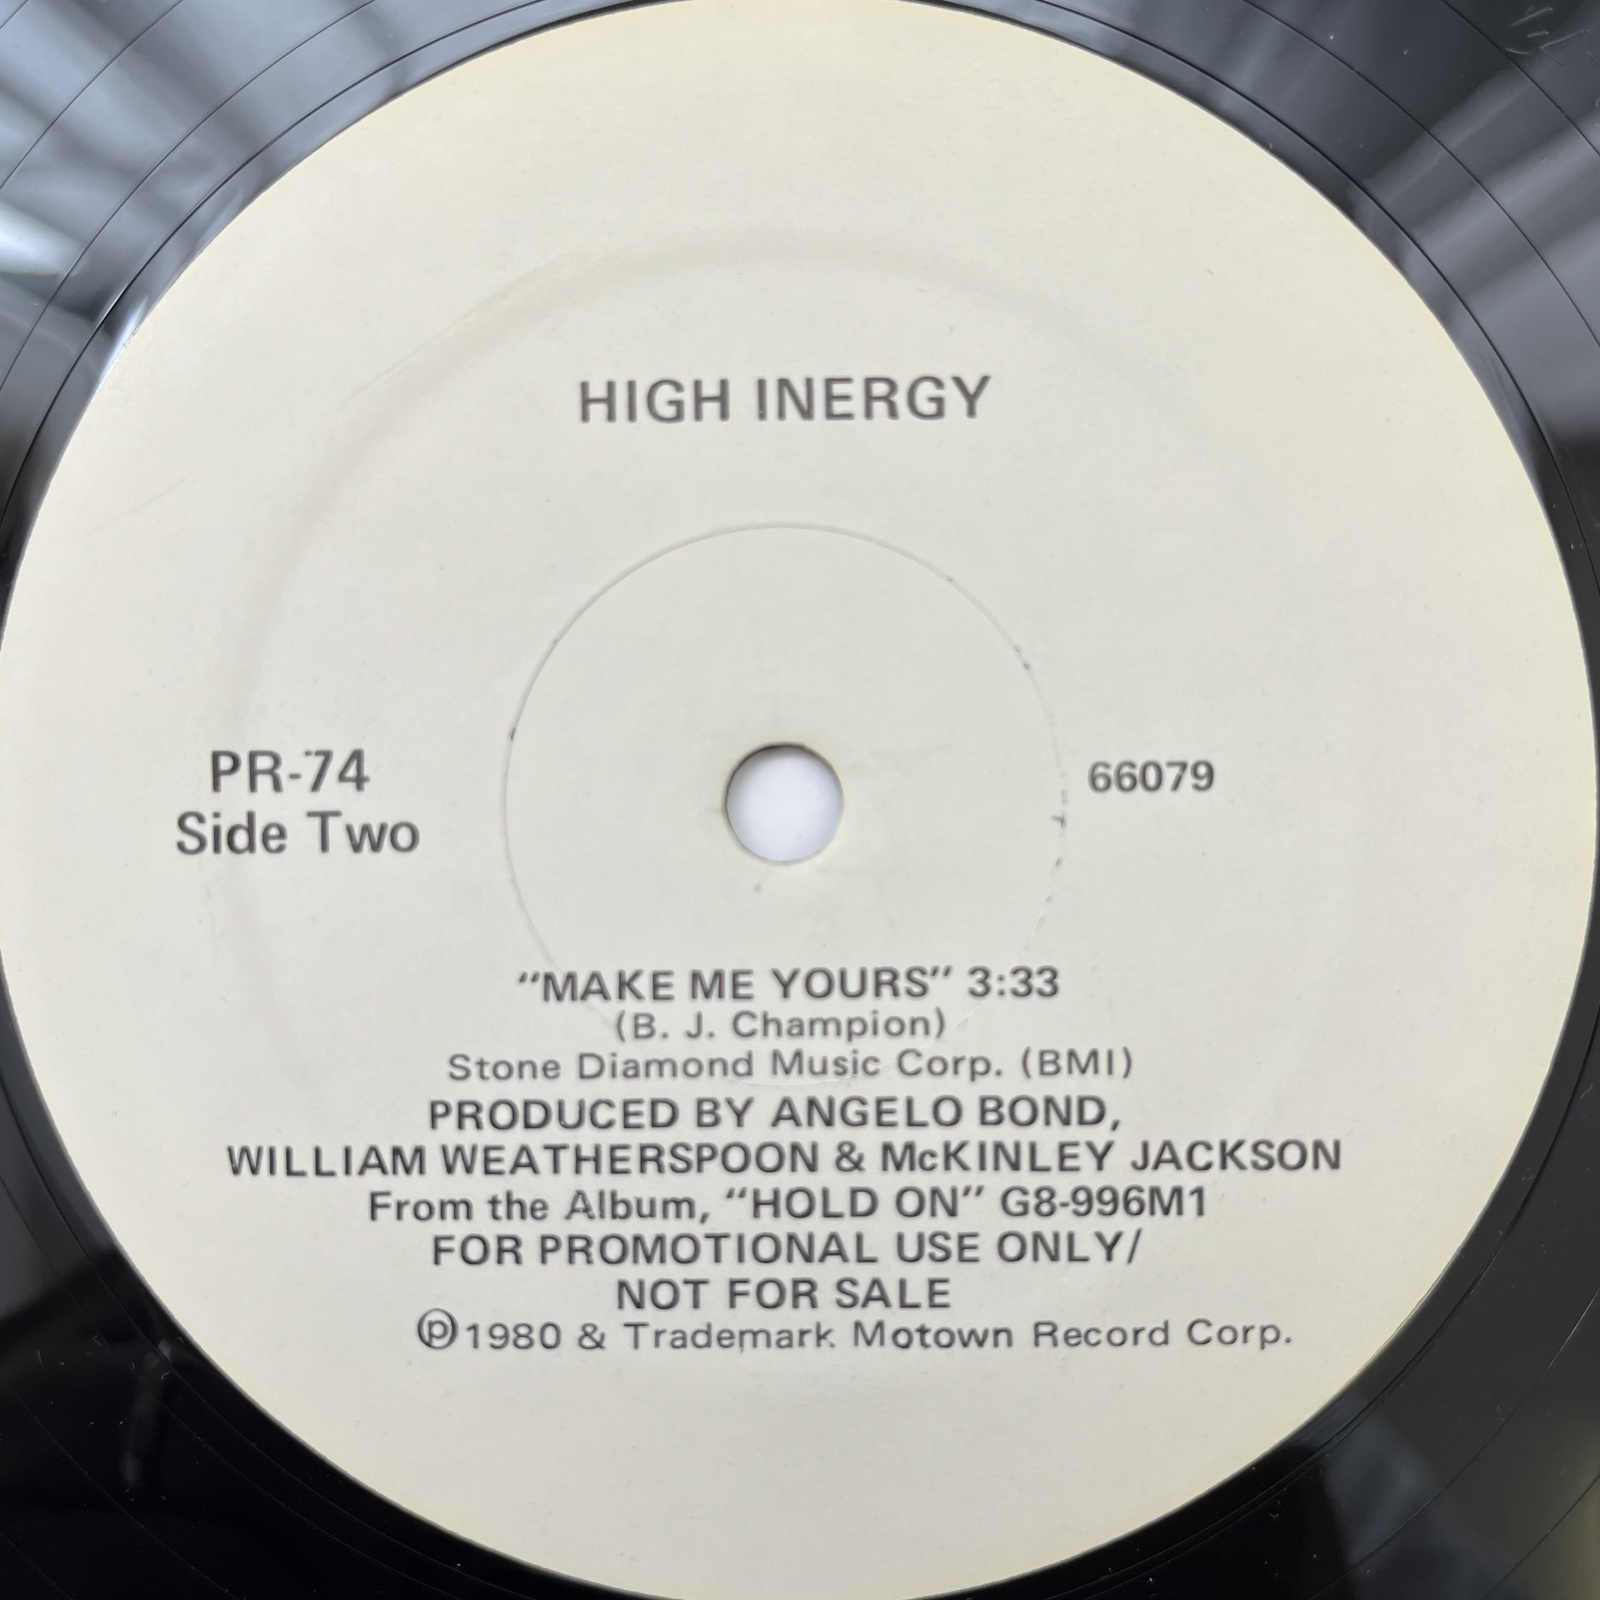 HIGH INERGY
PR-74
Side Two
66079
"MAKE ME YOURS" 3:33
(B. J. Champion)
Stone Diamond Music Corp. (BMI)
PRODUCED BY ANGELO BOND,
WILLIAM WEATHERSPOON & McKINLEY JACKSON
From the Album, "HOLD ON" G8-996M1
FOR PROMOTIONAL USE ONLY/
NOT FOR SALE
℗1980 & Trademark Motown Record Corp.